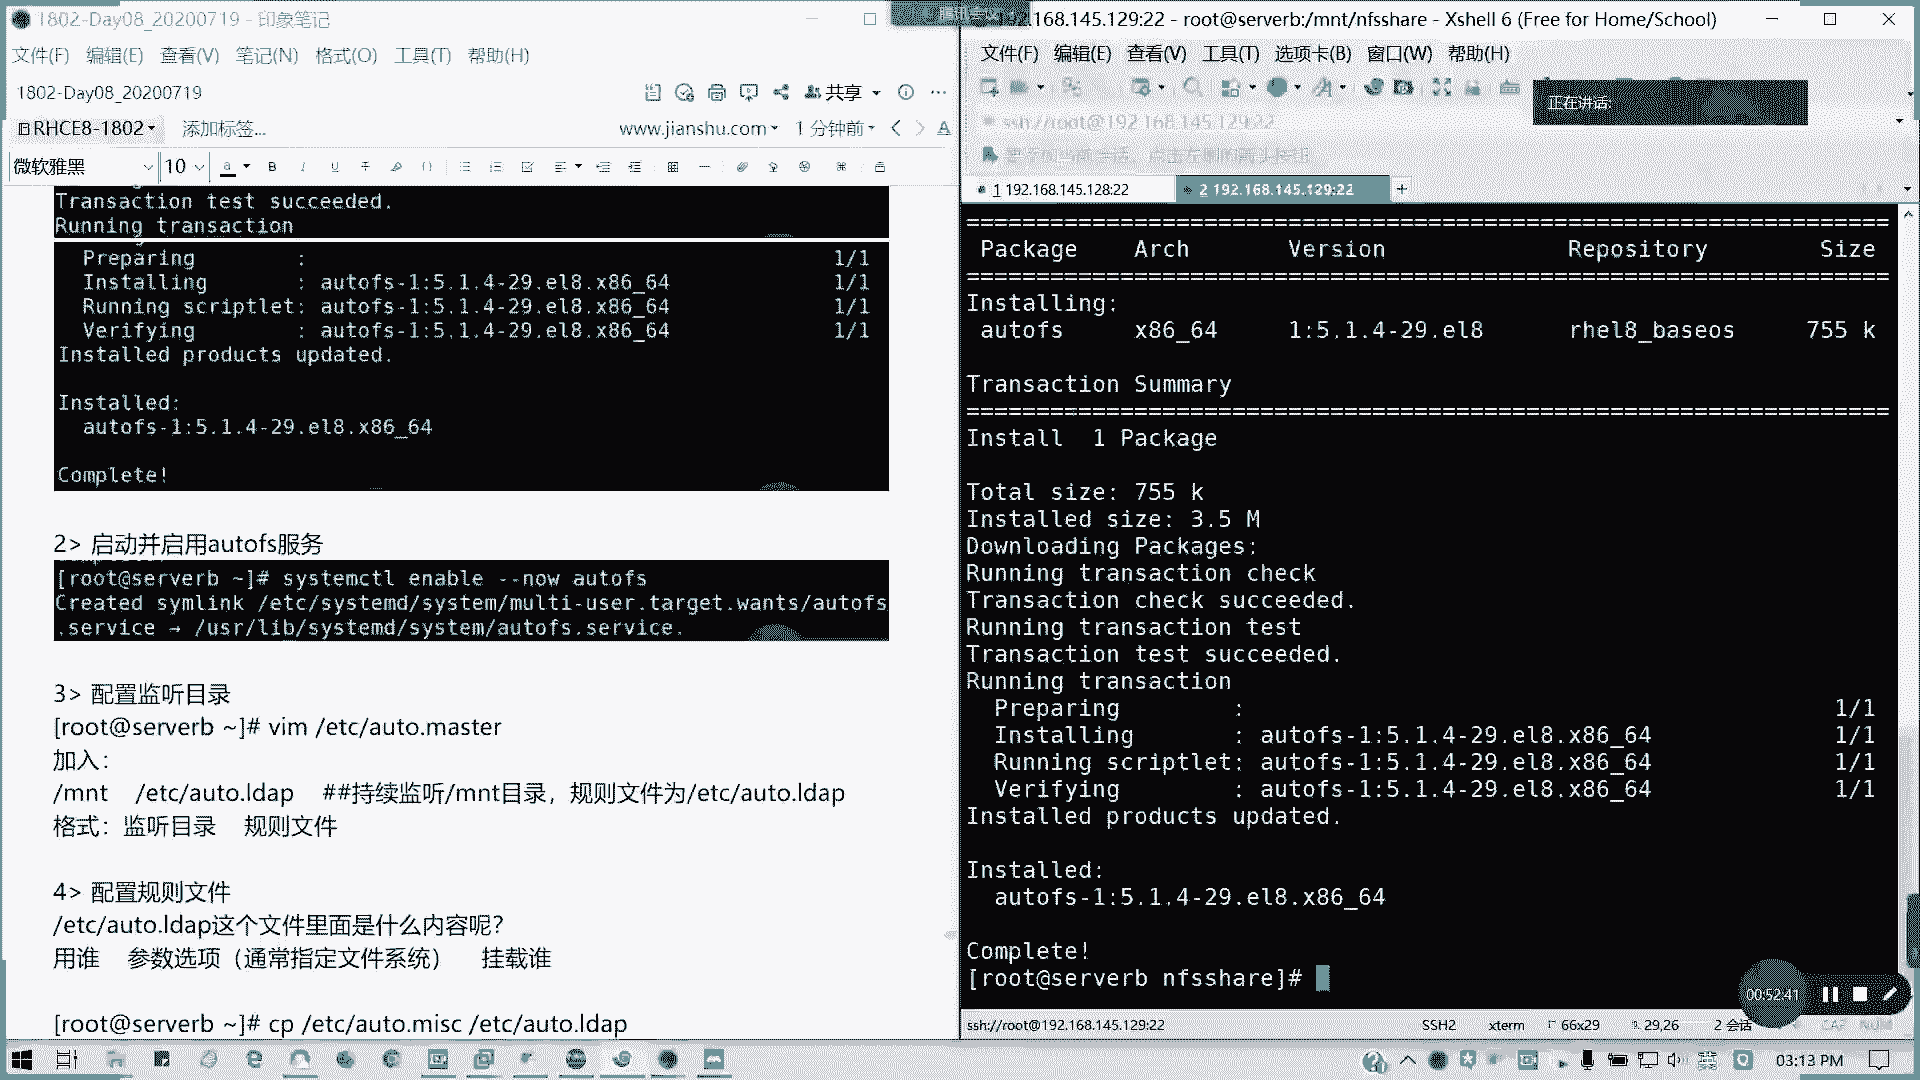 1802-Day08_20200719 - 印象笔记
文件(F) 编辑(E) 查看(V) 笔记(N) 格式(O) 工具(T) 帮助(H)
1802-Day08_20200719
共享
RHCE8-1802 添加标签...
www.jianshu.com 1 分钟前
微软雅黑 10
Transaction test succeeded.
Running transaction
Preparing : 1/1
Installing : autofs-1:5.1.4-29.el8.x86_64 1/1
Running scriptlet: autofs-1:5.1.4-29.el8.x86_64 1/1
Verifying : autofs-1:5.1.4-29.el8.x86_64 1/1
Installed products updated.
Installed:
autofs-1:5.1.4-29.el8.x86_64
Complete!
2> 启动并启用autofs服务
[root@serverb ~]# systemctl enable --now autofs
Created symlink /etc/systemd/system/multi-user.target.wants/autofs
.service → /usr/lib/systemd/system/autofs.service.
3> 配置监听目录
[root@serverb ~]# vim /etc/auto.master
加入：
/mnt /etc/auto.ldap ##持续监听/mnt目录，规则文件为/etc/auto.ldap
格式：监听目录 规则文件
4> 配置规则文件
/etc/auto.ldap这个文件里面是什么内容呢？
用谁 参数选项（通常指定文件系统） 挂载谁
[root@serverb ~]# cp /etc/auto.misc /etc/auto.ldap
192.168.145.129:22 - root@serverb:/mnt/nfsshare - Xshell 6 (Free for Home/School)
文件(F) 编辑(E) 查看(V) 工具(T) 选项卡(B) 窗口(W) 帮助(H)
正在讲话:
ssh://root@192.168.145.129:22
1 192.168.145.128:22 2 192.168.145.129:22
Package Arch Version Repository Size
Installing:
autofs x86_64 1:5.1.4-29.el8 rhel8_baseos 755 k
Transaction Summary
Install 1 Package
Total size: 755 k
Installed size: 3.5 M
Downloading Packages:
Running transaction check
Transaction check succeeded.
Running transaction test
Transaction test succeeded.
Running transaction
Preparing : 1/1
Installing : autofs-1:5.1.4-29.el8.x86_64 1/1
Running scriptlet: autofs-1:5.1.4-29.el8.x86_64 1/1
Verifying : autofs-1:5.1.4-29.el8.x86_64 1/1
Installed products updated.
Installed:
autofs-1:5.1.4-29.el8.x86_64
Complete!
[root@serverb nfsshare]#
00:52:41
ssh://root@192.168.145.129:22 SSH2 xterm 66x29 29,26 2 会话
03:13 PM